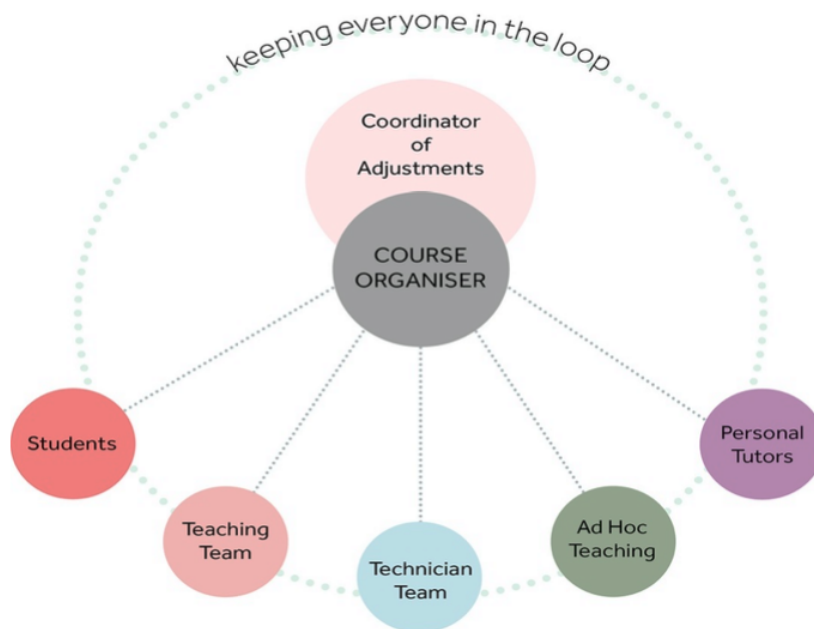 keeping everyone in the loop
Coordinator
of
Adjustments
COURSE
ORGANISER
Students
Teaching
Team
Technician
Team
Ad Hoc
Teaching
Personal
Tutors